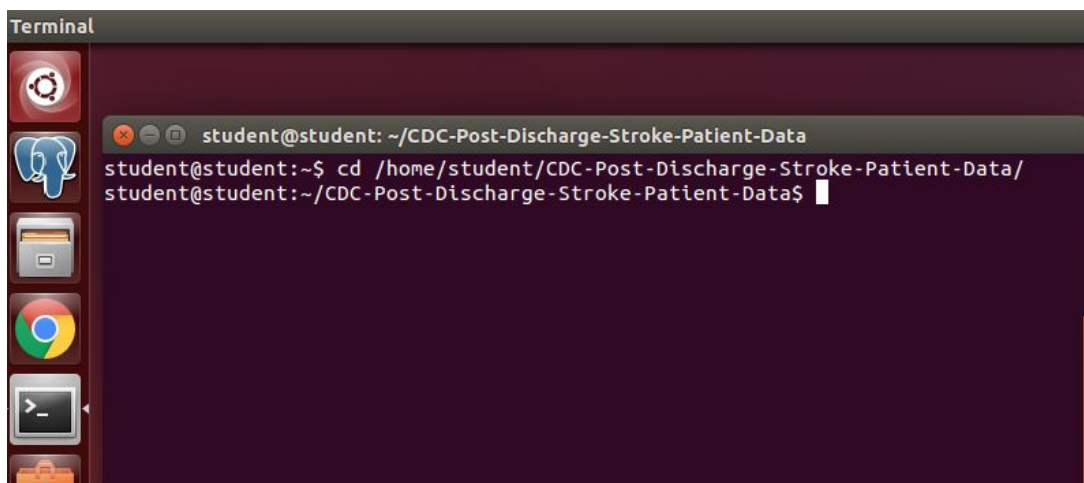 Terminal
student@student: ~/CDC-Post-Discharge-Stroke-Patient-Data
student@student:~$ cd /home/student/CDC-Post-Discharge-Stroke-Patient-Data/
student@student:~/CDC-Post-Discharge-Stroke-Patient-Data$